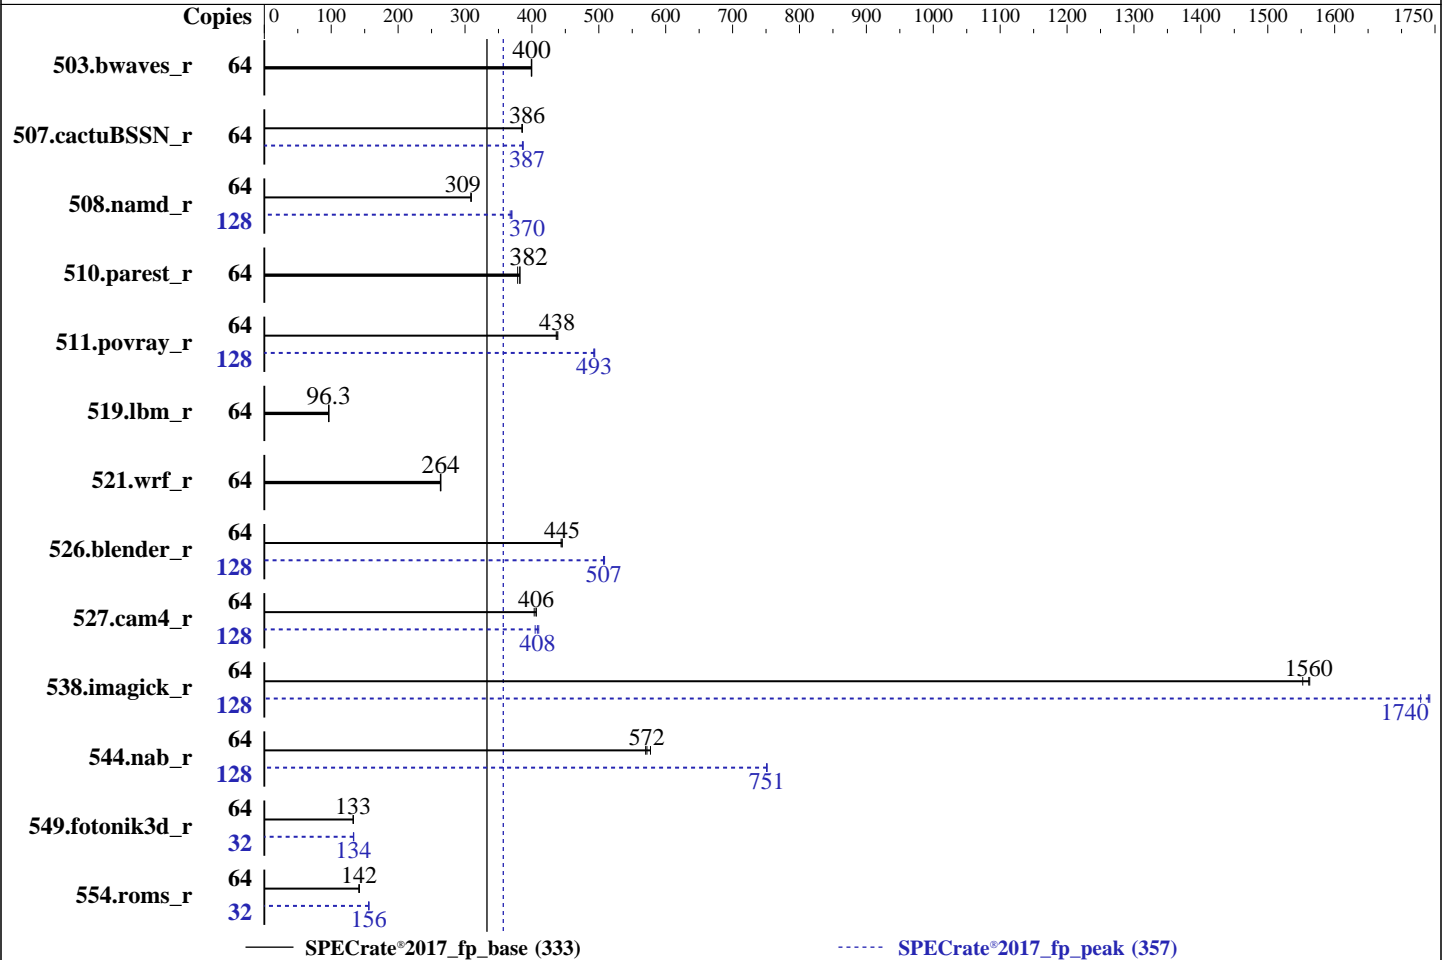 Copies 0 100 200 300 400 500 600 700 800 900 1000 1100 1200 1300 1400 1500 1600 1750
400
503.bwaves_r 64
386
507.cactuBSSN_r 64
387
64 309
508.namd_r
128 370
382
510.parest_r 64
64 438
511.povray_r
128 493
96.3
519.lbm_r 64
264
521.wrf_r 64
64 445
526.blender_r
128 507
64 406
527.cam4_r
128 408
64 1560
538.imagick_r
128 1740
64 572
544.nab_r
128 751
64 133
549.fotonik3d_r
32 134
64 142
554.roms_r
32 156
SPECrate®2017_fp_base (333) SPECrate®2017_fp_peak (357)